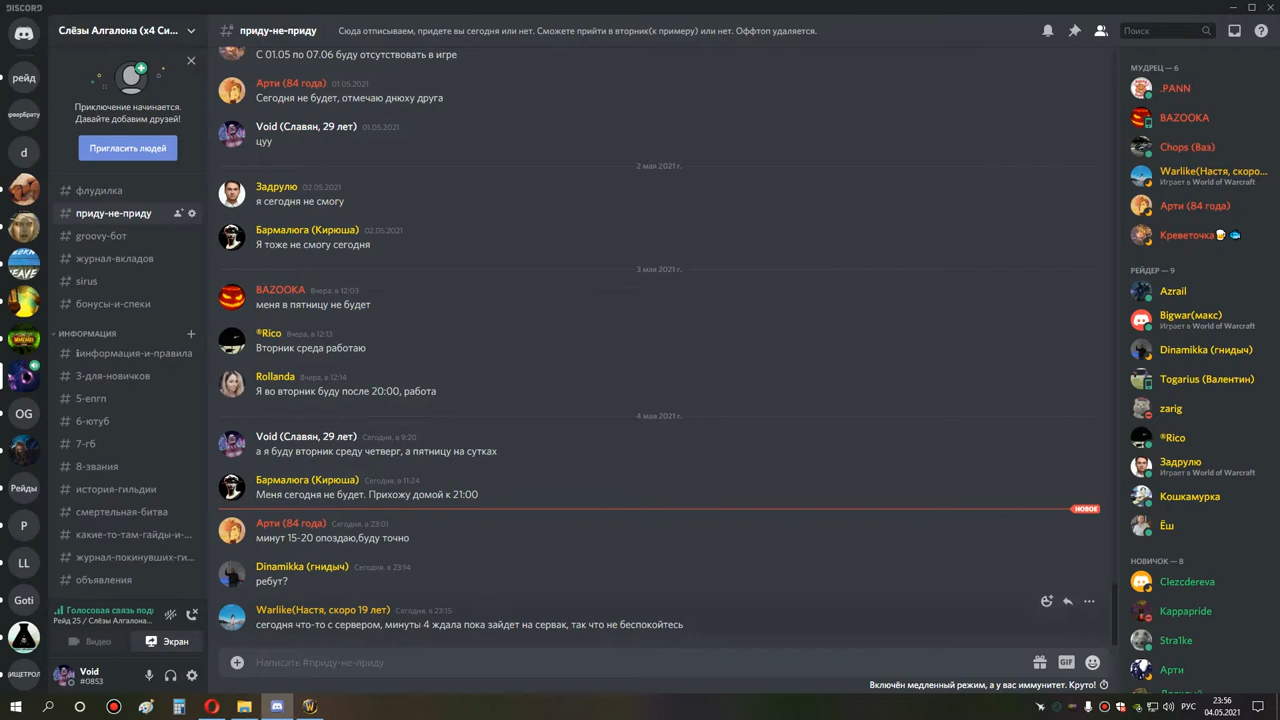 DISCORD
Слёзы Алгалона (x4 Си...
приду-не-приду
Сюда отписываем, придете вы сегодня или нет. Сможете прийти в вторник(к примеру) или нет. Оффтоп удаляется.
Поиск
Приключение начинается.
Давайте добавим друзей!
Пригласить людей
рейд
d
OG
Рейды
P
LL
Goti
флудилка
приду-не-приду
groovy-бот
журнал-вкладов
sirus
бонусы-и-спеки
ИНФОРМАЦИЯ
информация-и-правила
3-для-новичков
5-епгп
6-ютуб
7-гб
8-звания
история-гильдии
смертельная-битва
какие-то-там-гайды-и-...
журнал-покинувших-ги...
объявления
Голосовая связь подк
Рейд 25 / Слёзы Алгалона...
Видео
Экран
Void
#0853
С 01.05 по 07.06 буду отсутствовать в игре
Арти (84 года) 01.05.2021
Сегодня не будет, отмечаю днюху друга
Void (Славян, 29 лет) 01.05.2021
цуу
2 мая 2021 г.
Задрулю 02.05.2021
я сегодня не смогу
Бармалюга (Кирюша) 02.05.2021
Я тоже не смогу сегодня
3 мая 2021 г.
BAZOOKA Вчера, в 12:03
меня в пятницу не будет
®Rico Вчера, в 12:13
Вторник среда работаю
Rollanda Вчера, в 12:14
Я во вторник буду после 20:00, работа
4 мая 2021 г.
Void (Славян, 29 лет) Сегодня, в 9:20
а я буду вторник среду четверг, а пятницу на сутках
Бармалюга (Кирюша) Сегодня, в 11:24
Меня сегодня не будет. Прихожу домой к 21:00
НОВОЕ
Арти (84 года) Сегодня, в 23:01
минут 15-20 опоздаю,буду точно
Dinamikka (гнидыч) Сегодня, в 23:14
ребут?
Warlike(Настя, скоро 19 лет) Сегодня, в 23:15
сегодня что-то с сервером, минуты 4 ждала пока зайдет на сервак, так что не беспокойтесь
Написать #приду-не-приду
GIF
Включён медленный режим, а у вас иммунитет. Круто!
МУДРЕЦ — 6
.PANN
BAZOOKA
Chops (Ваз)
Warlike(Настя, скоро...
Играет в World of Warcraft
Арти (84 года)
Креветочка
РЕЙДЕР — 9
Azrail
Bigwar(макс)
Играет в World of Warcraft
Dinamikka (гнидыч)
Togarius (Валентин)
zarig
®Rico
Задрулю
Играет в World of Warcraft
Кошкамурка
Ёш
НОВИЧОК — 8
Clezcdereva
Kappapride
Stra1ke
Арти
РУС
23:56
04.05.2021